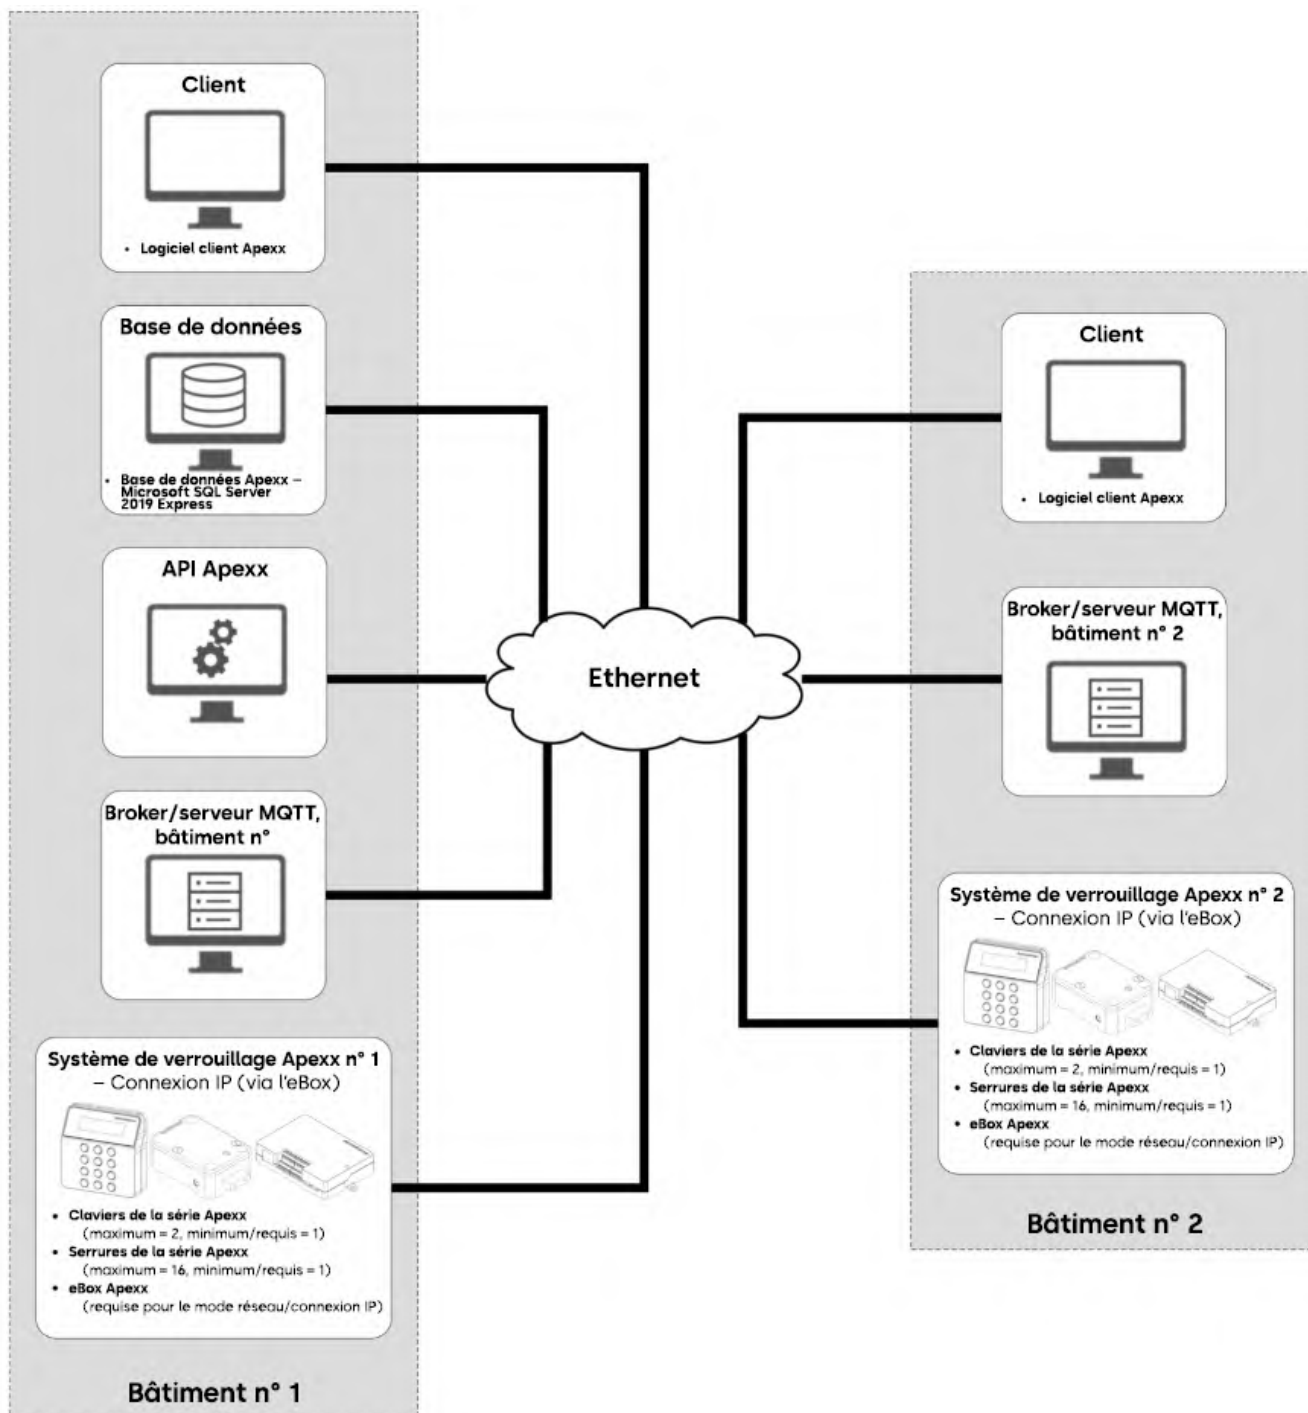 Client
• Logiciel client Apexx
Base de données
• Base de données Apexx –
Microsoft SQL Server
2019 Express
API Apexx
Broker/serveur MQTT,
bâtiment n°
Système de verrouillage Apexx n° 1
– Connexion IP (via l'eBox)
• Claviers de la série Apexx
(maximum = 2, minimum/requis = 1)
• Serrures de la série Apexx
(maximum = 16, minimum/requis = 1)
• eBox Apexx
(requise pour le mode réseau/connexion IP)
Bâtiment n° 1
Ethernet
Client
• Logiciel client Apexx
Broker/serveur MQTT,
bâtiment n° 2
Système de verrouillage Apexx n° 2
– Connexion IP (via l'eBox)
• Claviers de la série Apexx
(maximum = 2, minimum/requis = 1)
• Serrures de la série Apexx
(maximum = 16, minimum/requis = 1)
• eBox Apexx
(requise pour le mode réseau/connexion IP)
Bâtiment n° 2